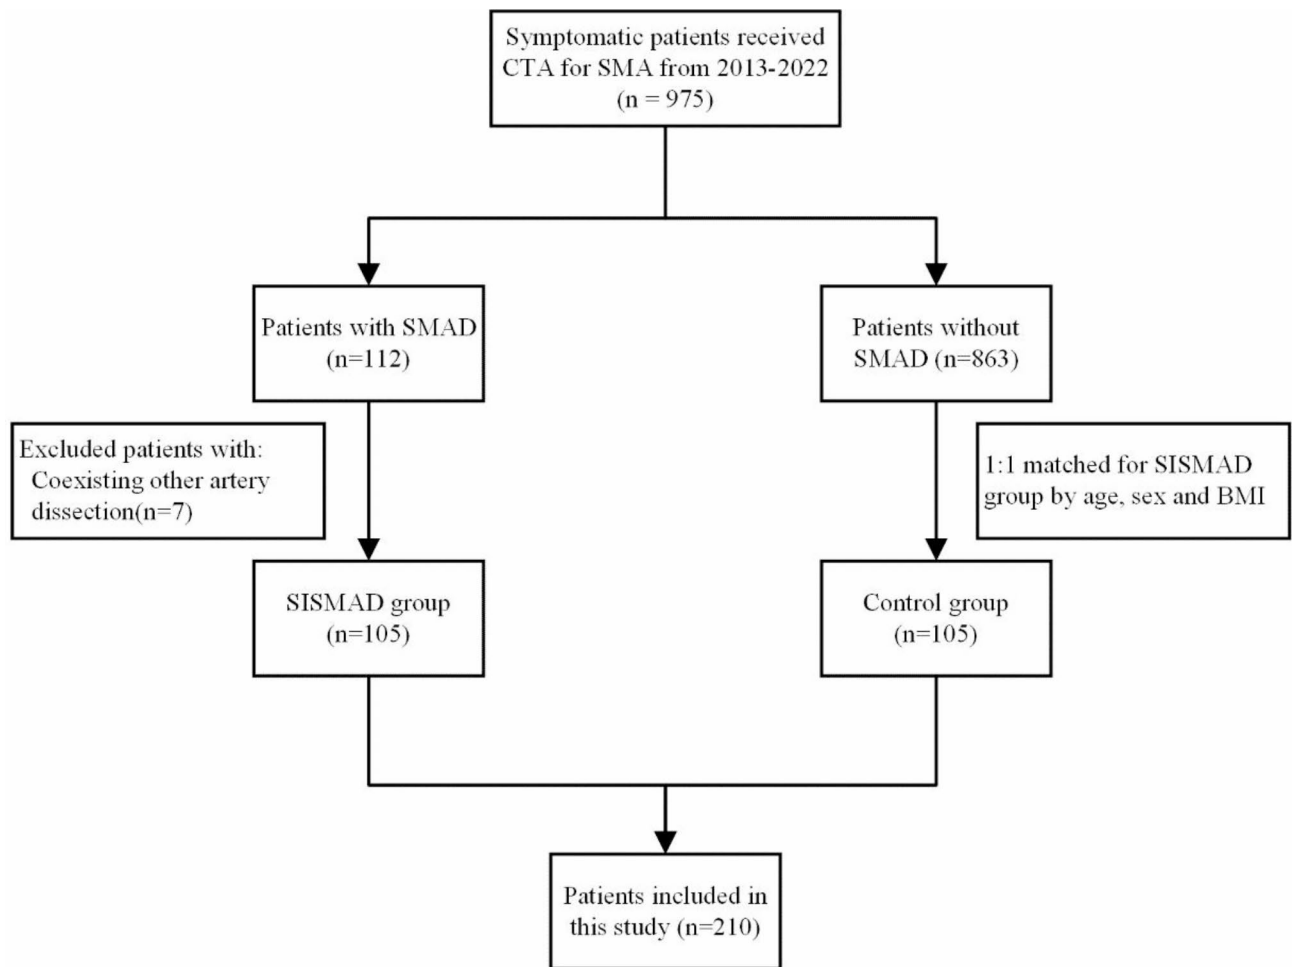 Symptomatic patients received
CTA for SMA from 2013-2022
(n = 975)
Patients with SMAD
(n=112)
Patients without
SMAD (n=863)
Excluded patients with:
Coexisting other artery
dissection(n=7)
1:1 matched for SISMAD
group by age, sex and BMI
SISMAD group
(n=105)
Control group
(n=105)
Patients included in
this study (n=210)